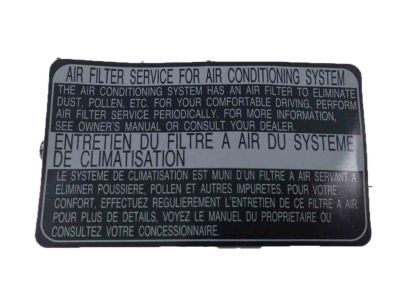 AIR FILTER SERVICE FOR AIR CONDITIONING SYSTEM
THE AIR CONDITIONING SYSTEM HAS AN AIR FILTER TO ELIMINATE
DUST, POLLEN, ETC. FOR YOUR COMFORTABLE DRIVING, PERFORM
AIR FILTER SERVICE PERIODICALLY. FOR MORE INFORMATION,
SEE OWNER'S MANUAL OR CONSULT YOUR DEALER.
ENTRETIEN DU FILTRE A AIR DU SYSTEME
DE CLIMATISATION
LE SYSTEME DE CLIMATISATION EST MUNI D'UN FILTRE A AIR SERVANT A
ELIMINER POUSSIERE, POLLEN ET AUTRES IMPURETES. POUR VOTRE
CONFORT, EFFECTUEZ REGULIEREMENT L'ENTRETIEN DE CE FILTRE A AIR.
POUR PLUS DE DETAILS, VOYEZ LE MANUEL DU PROPRIETAIRE OU
CONSULTEZ VOTRE CONCESSIONNAIRE.